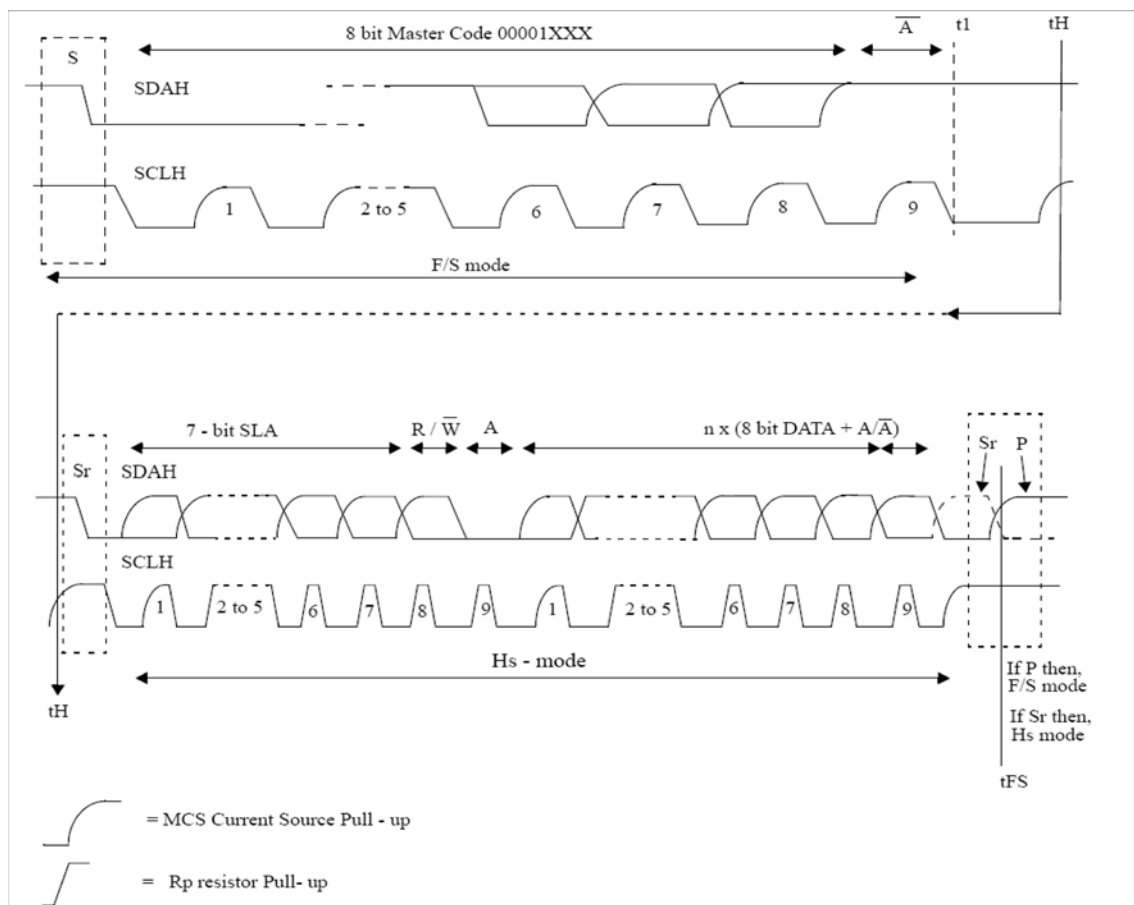 8 bit Master Code 00001XXX
A
t1
tH
S
SDAH
SCLH
1
2 to 5
6
7
8
9
F/S mode
7 - bit SLA
R / W
A
n x (8 bit DATA + A/A)
Sr
P
Sr
SDAH
SCLH
1
2 to 5
6
7
8
9
1
2 to 5
6
7
8
9
Hs - mode
If P then,
F/S mode
tH
If Sr then,
Hs mode
tFS
= MCS Current Source Pull - up
= Rp resistor Pull- up